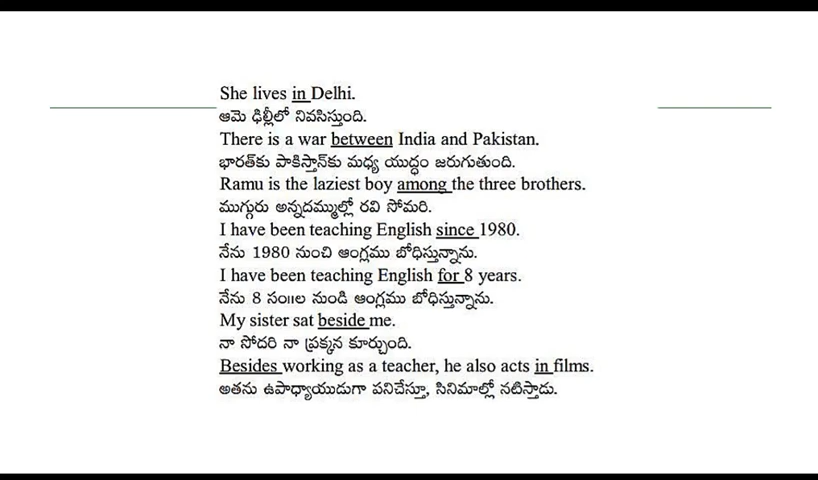 She lives in Delhi.
ఆమె ఢిల్లీలో నివసిస్తుంది.
There is a war between India and Pakistan.
భారత్‌కు పాకిస్తాన్‌కు మధ్య యుద్ధం జరుగుతుంది.
Ramu is the laziest boy among the three brothers.
ముగ్గురు అన్నదమ్ముల్లో రవి సోమరి.
I have been teaching English since 1980.
నేను 1980 నుంచి ఆంగ్లము బోధిస్తున్నాను.
I have been teaching English for 8 years.
నేను 8 సం॥ల నుండి ఆంగ్లము బోధిస్తున్నాను.
My sister sat beside me.
నా సోదరి నా ప్రక్కన కూర్చుంది.
Besides working as a teacher, he also acts in films.
అతను ఉపాధ్యాయుడుగా పనిచేస్తూ, సినిమాల్లో నటిస్తాడు.